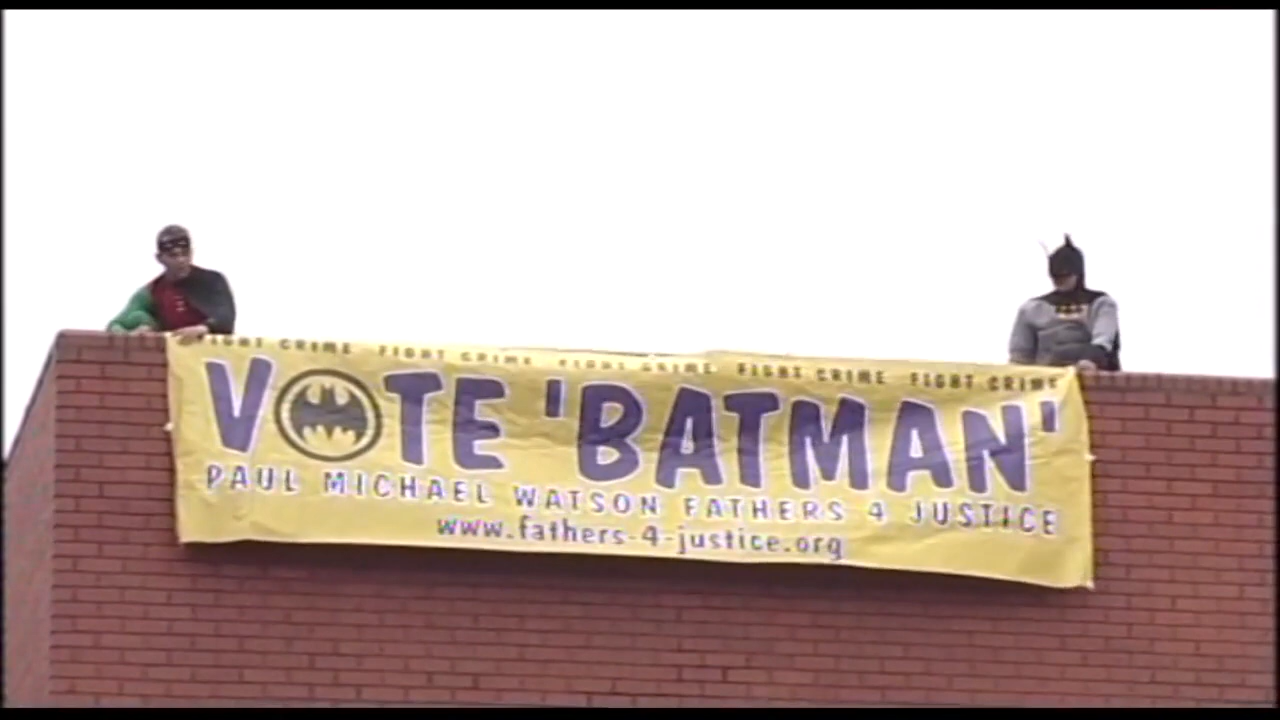 FIGHT CRIME FIGHT CRIME FIGHT CRIME FIGHT CRIME FIGHT CRIME
VOTE 'BATMAN'
PAUL MICHAEL WATSON FATHERS 4 JUSTICE
www.fathers-4-justice.org